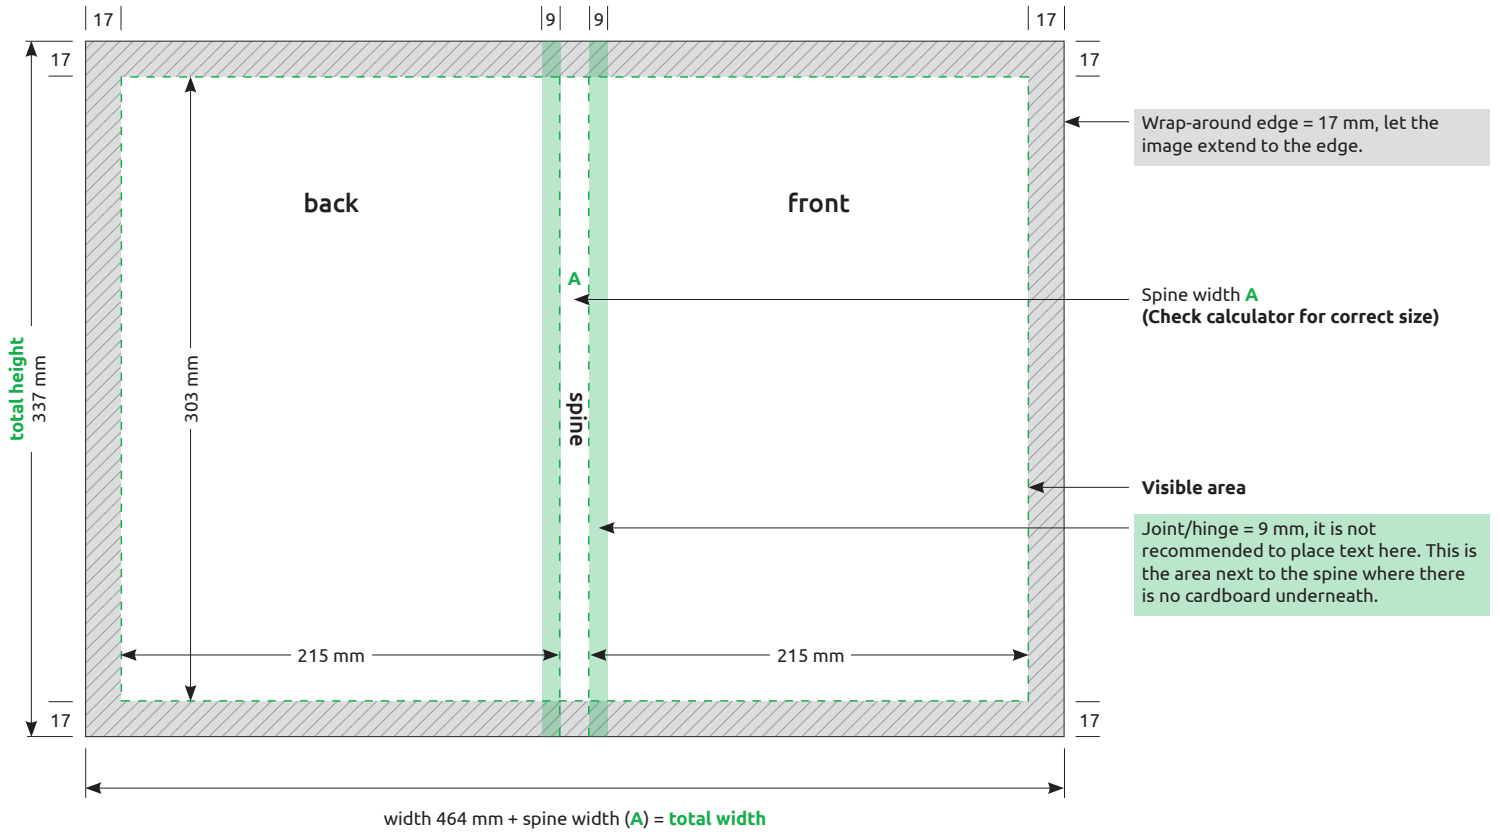 17
9
9
17
17
17
Wrap-around edge = 17 mm, let the
image extend to the edge.
back
front
A
Spine width A
(Check calculator for correct size)
total height
337 mm
303 mm
spine
Visible area
Joint/hinge = 9 mm, it is not
recommended to place text here. This is
the area next to the spine where there
is no cardboard underneath.
215 mm
215 mm
17
17
width 464 mm + spine width (A) = total width